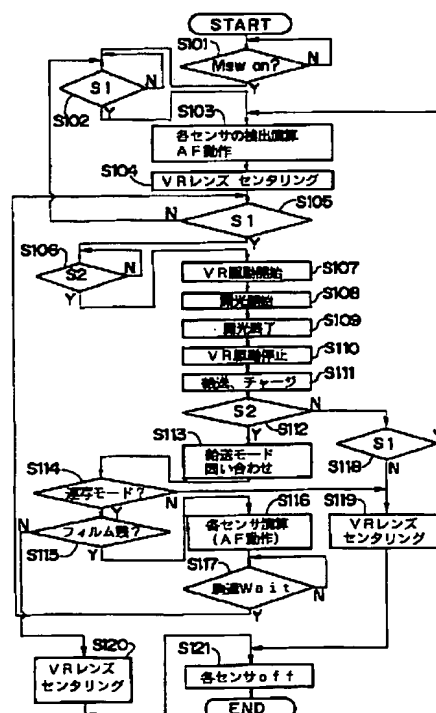 START
S101
Msw on?
N
Y
S1
N
Y
S102
S103
各センサの検出演算
AF動作
S104
VRレンズ センタリング
S105
S1
N
Y
S106
S2
N
Y
VR駆動開始
S107
露光開始
S108
露光終了
S109
VR駆動停止
S110
給送、チャージ
S111
S2
N
S112
Y
S113
給送モード
問い合わせ
S1
Y
S118
N
S114
連写モード?
N
Y
S116
各センサ演算
(AF動作)
S119
VRレンズ
センタリング
フィルム残?
N
Y
S115
S117
Wait
N
Y
S120
VRレンズ
センタリング
S121
各センサoff
END